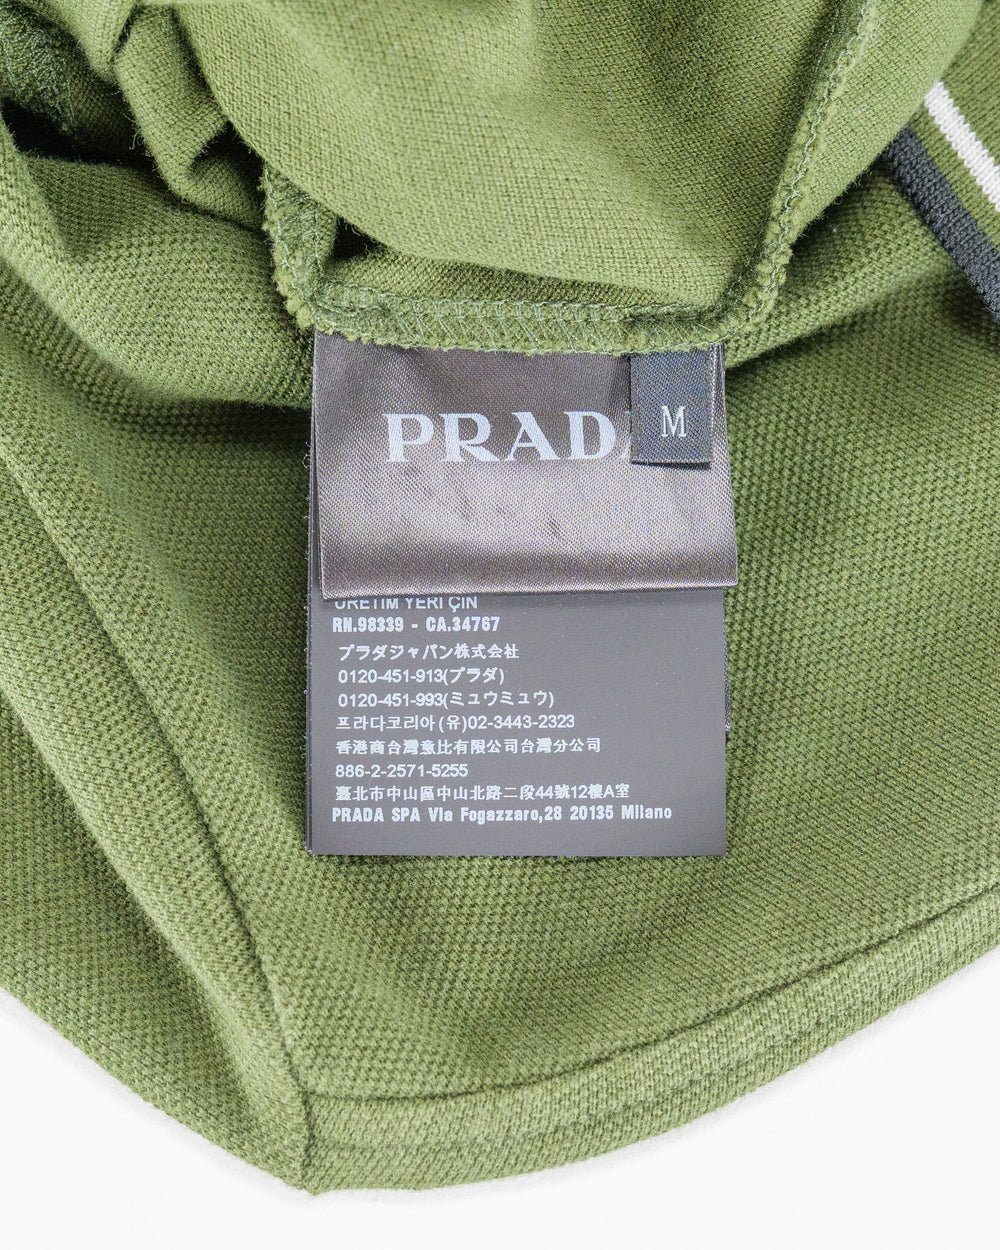 PRADA
M
ÜRETİM YERİ ÇİN
RN.98339 - CA.34767
プラダジャパン株式会社
0120-451-913(プラダ)
0120-451-993(ミュウミュウ)
프라다코리아(유)02-3443-2323
香港商台灣意比有限公司台灣分公司
886-2-2571-5255
臺北市中山區中山北路二段44號12樓A室
PRADA SPA Via Fogazzaro,28 20135 Milano